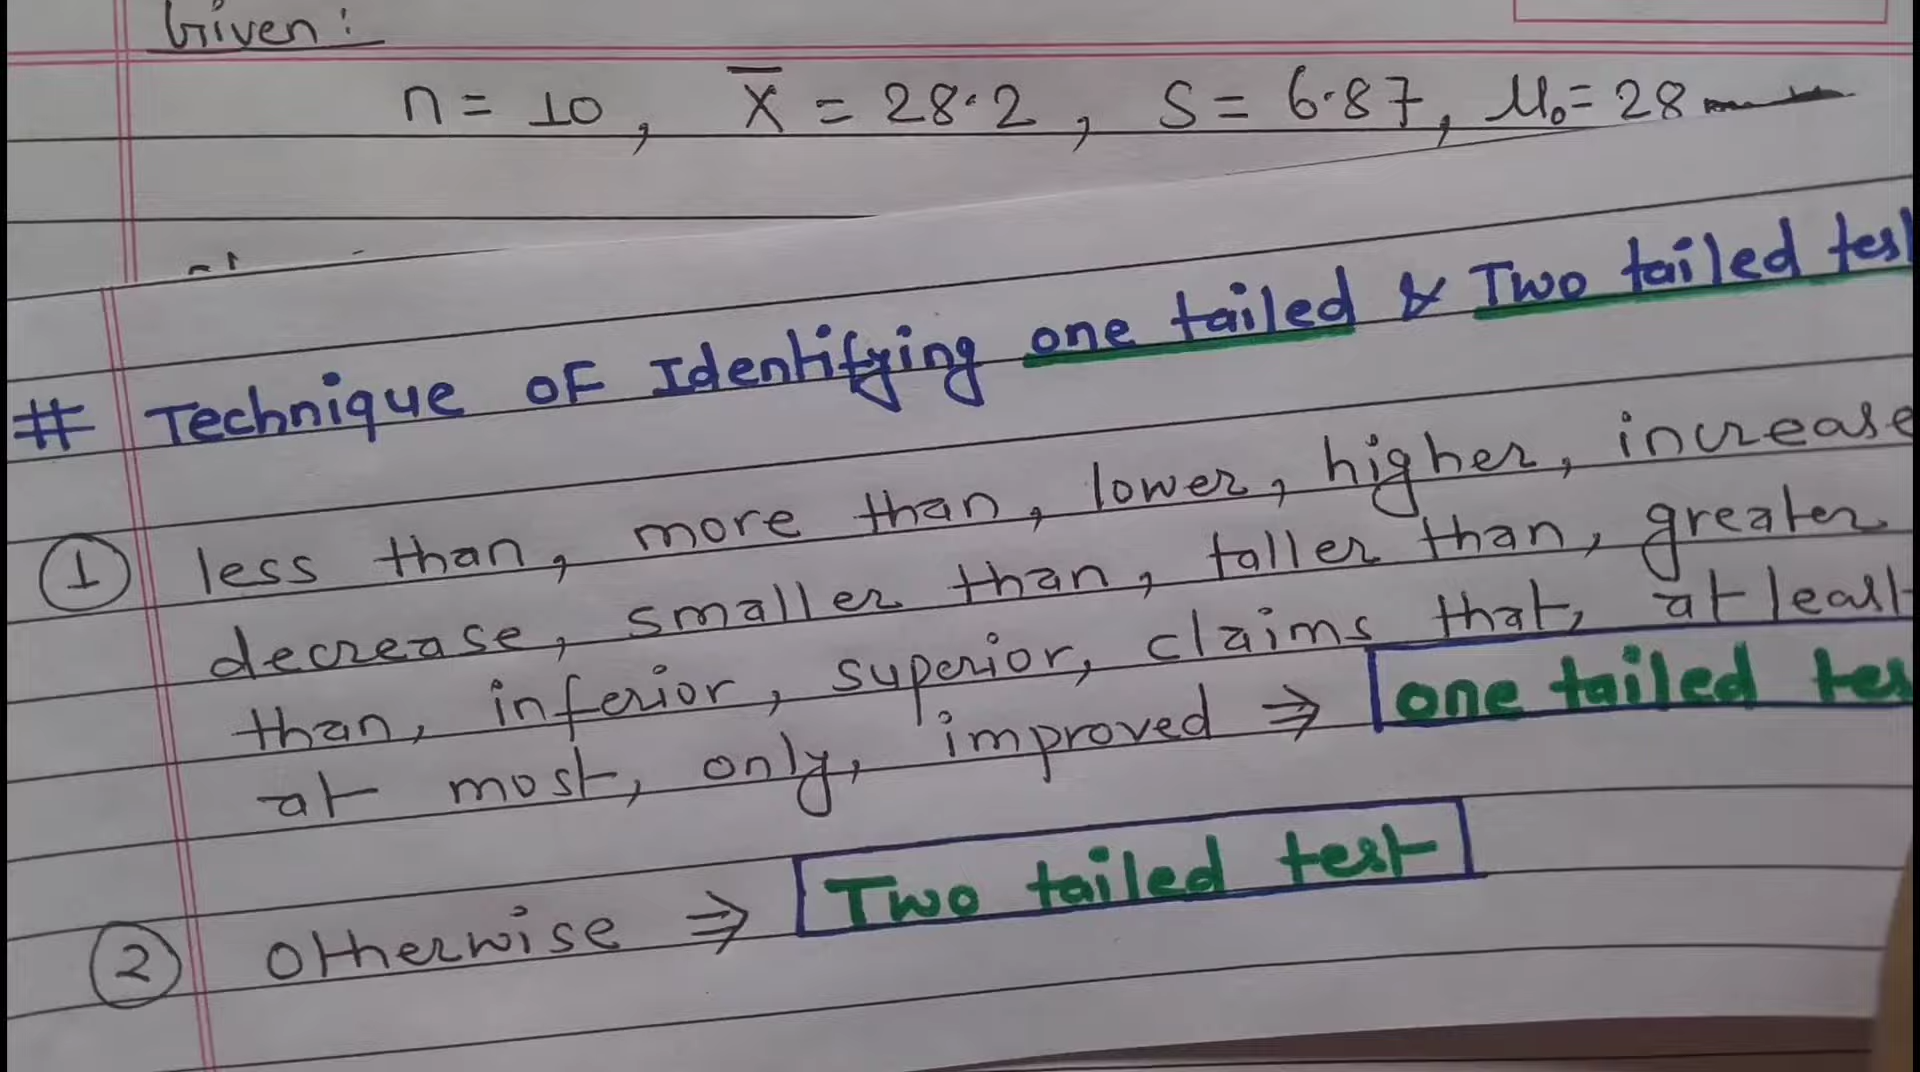 Given:
n = 10, X̅ = 28.2, S = 6.87, μ₀ = 28
# Technique of Identifying one tailed & Two tailed test
① less than, more than, lower, higher, increase
decrease, smaller than, taller than, greater
than, inferior, superior, claims that, at least
at most, only, improved ⇒ one tailed tes
② Otherwise ⇒ Two tailed test